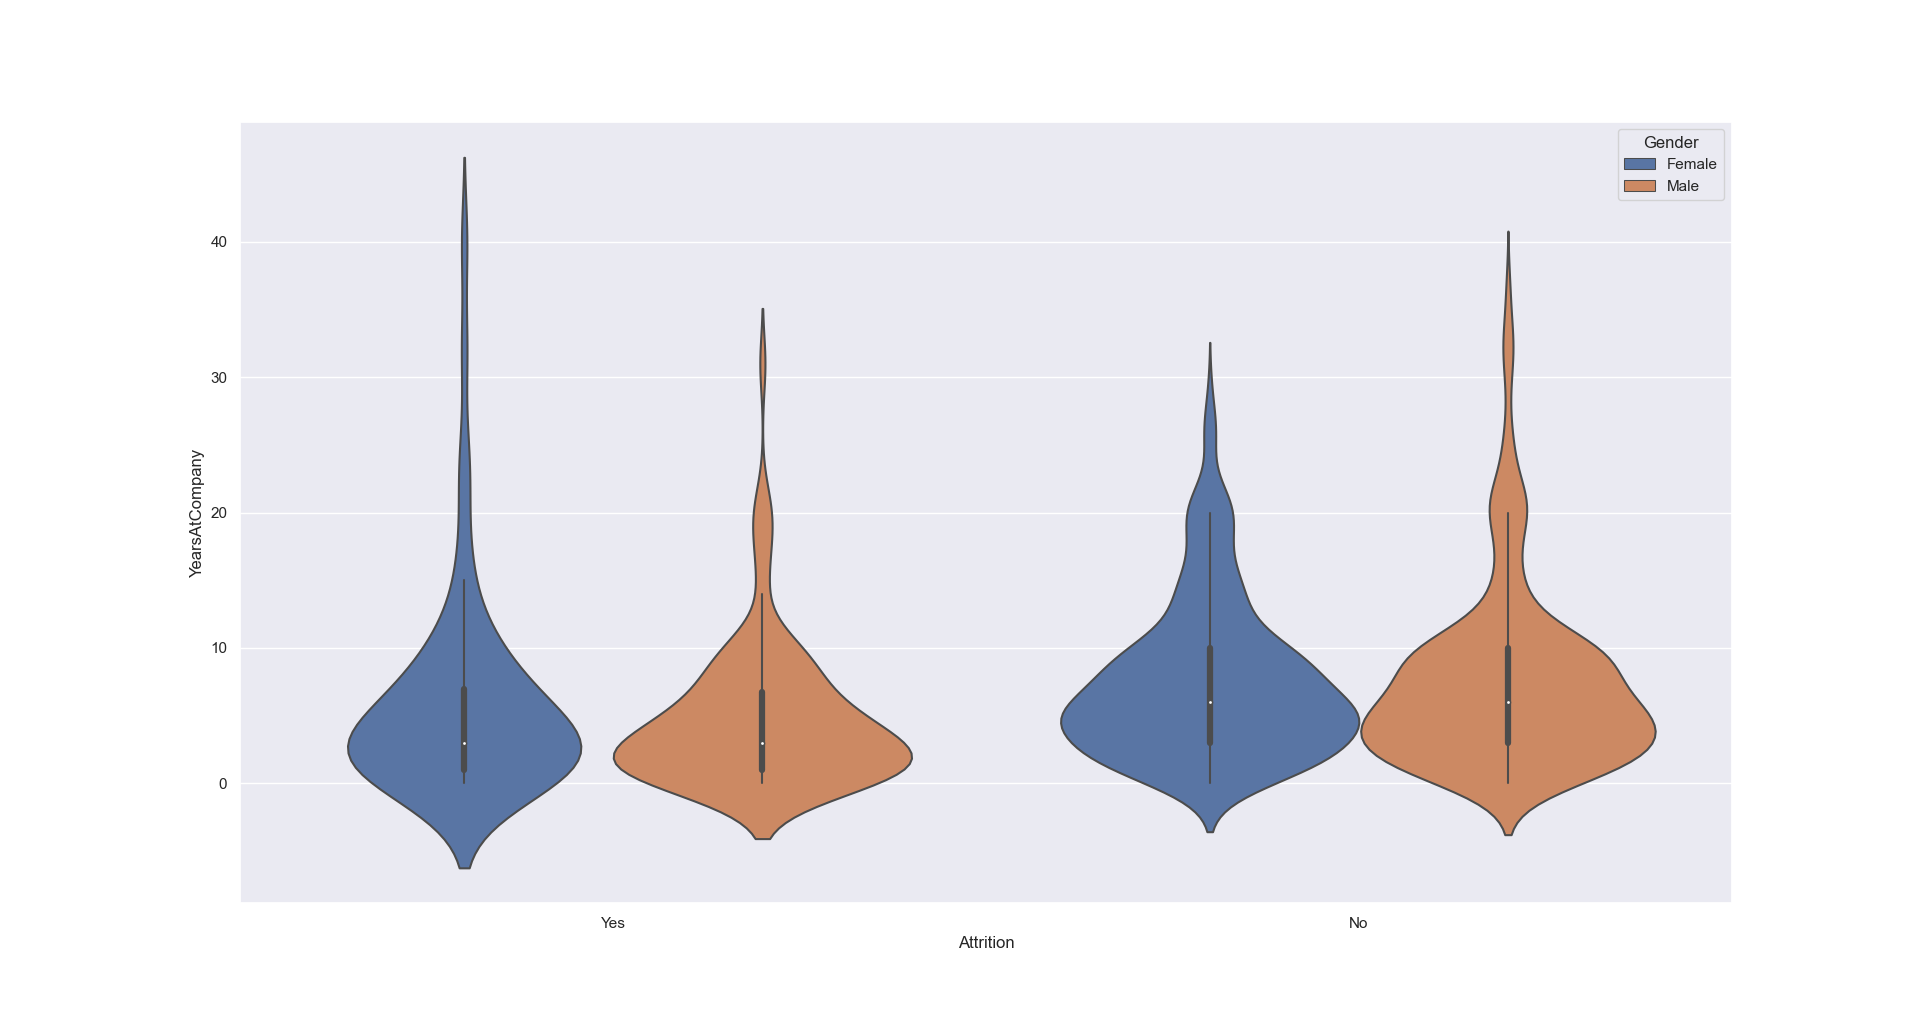 Gender
Female
Male
40
30
20
10
0
YearsAtCompany
Yes
No
Attrition